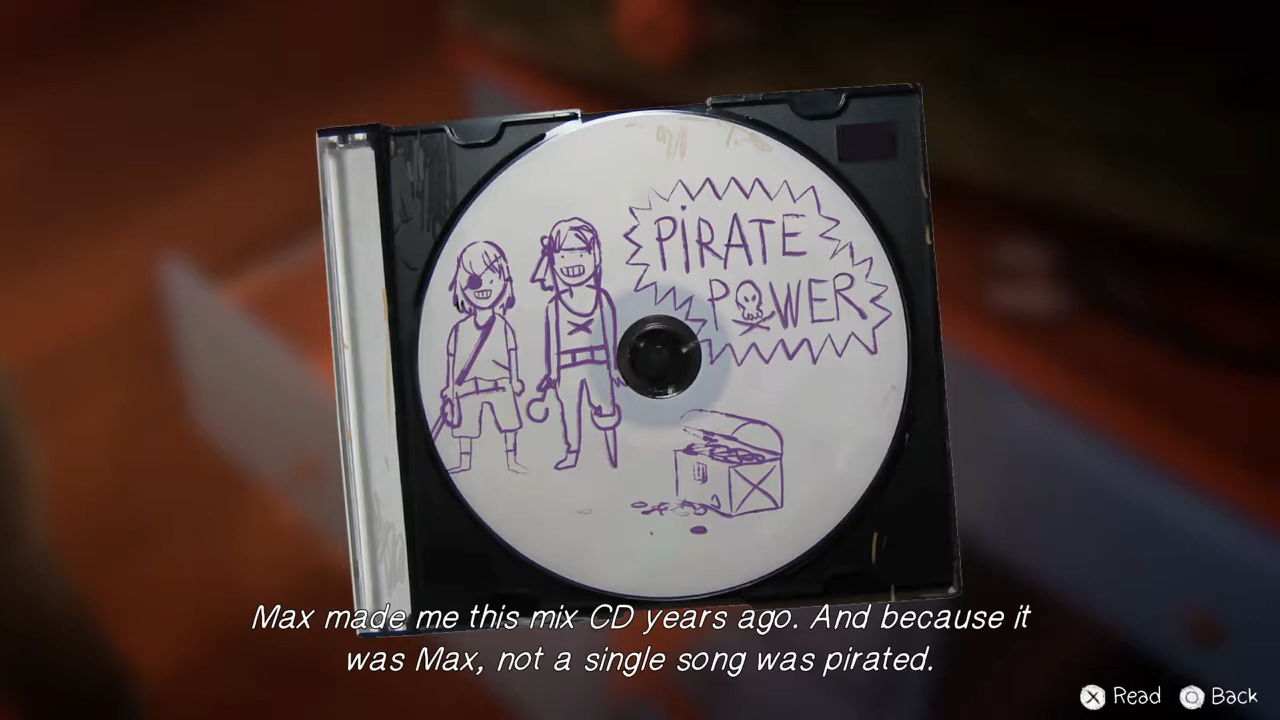 PiRATE
POWER
Max made me this mix CD years ago. And because it
was Max, not a single song was pirated.
X Read O Back